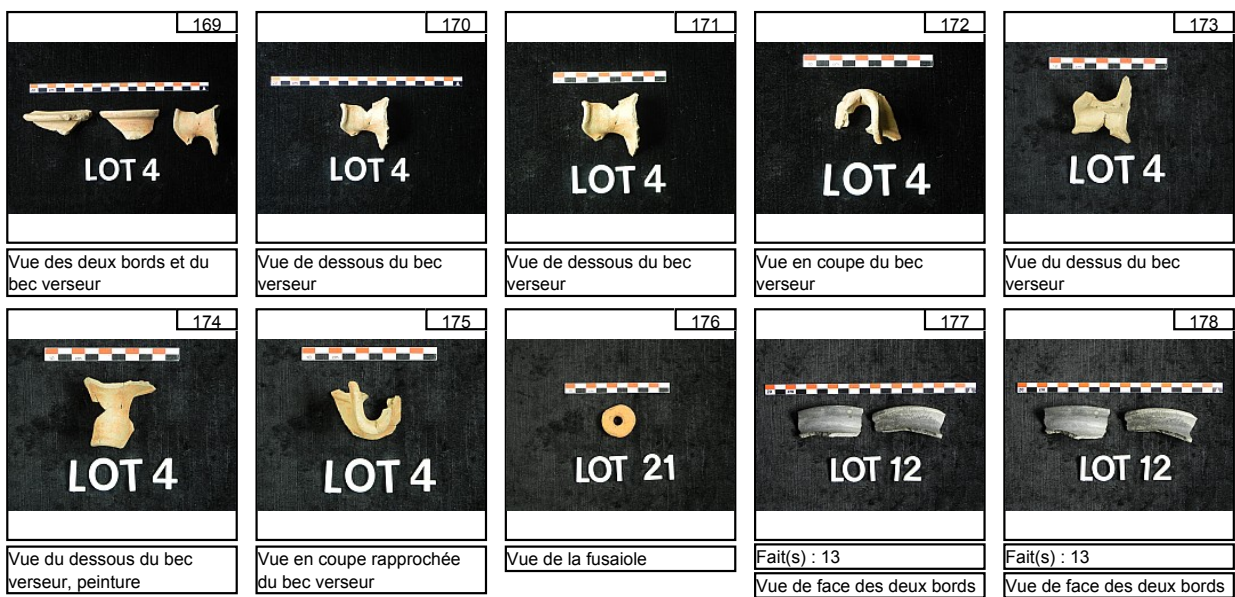 169
LOT 4
Vue des deux bords et du
bec verseur
170
LOT 4
Vue de dessous du bec
verseur
171
LOT 4
Vue de dessous du bec
verseur
172
LOT 4
Vue en coupe du bec
verseur
173
LOT 4
Vue du dessus du bec
verseur
174
LOT 4
Vue du dessous du bec
verseur, peinture
175
LOT 4
Vue en coupe rapprochée
du bec verseur
176
LOT 21
Vue de la fusaiole
177
LOT 12
Fait(s) : 13
Vue de face des deux bords
178
LOT 12
Fait(s) : 13
Vue de face des deux bords